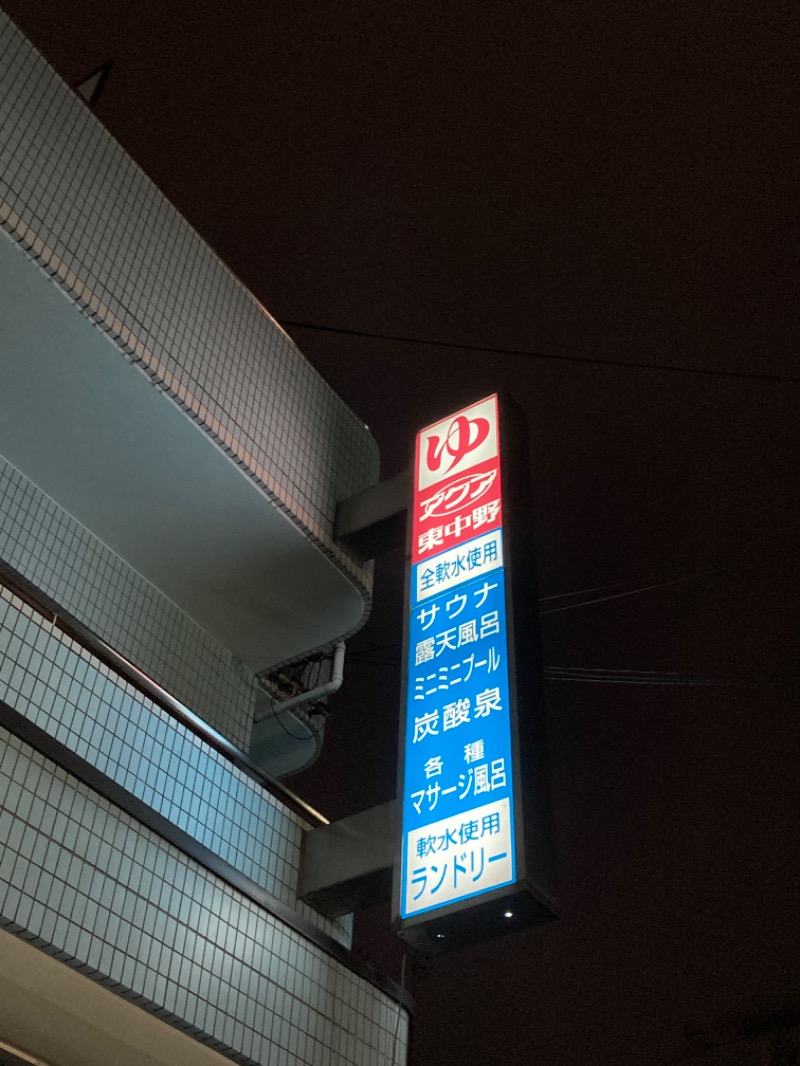 ゆ
アクア
東中野
全軟水使用
サウナ
露天風呂
ミニミニプール
炭酸泉
各種
マサージ風呂
軟水使用
ランドリー